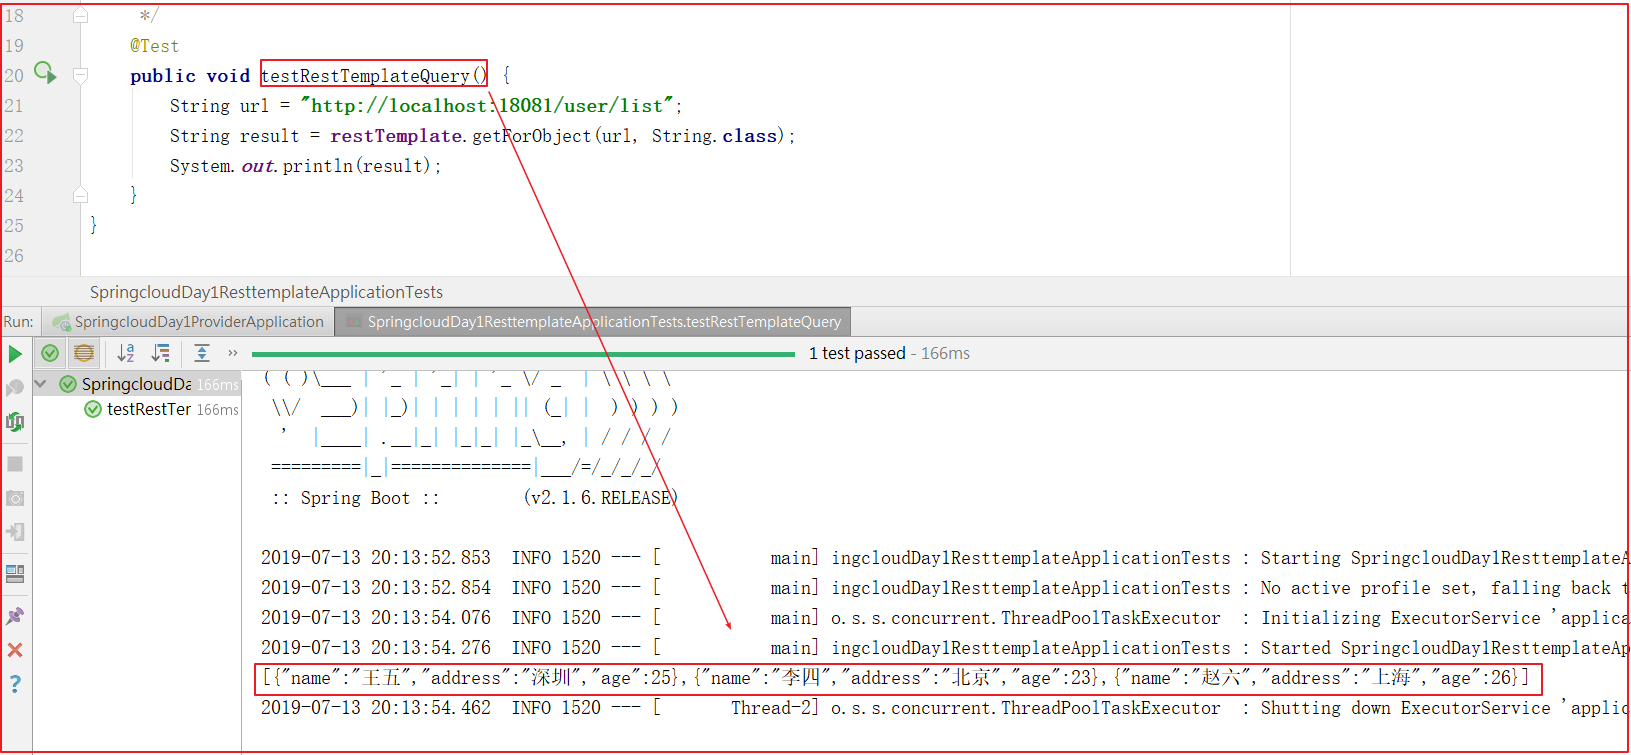 18 */
19 @Test
20 public void testRestTemplateQuery() {
21 String url = "http://localhost:18081/user/list";
22 String result = restTemplate.getForObject(url, String.class);
23 System.out.println(result);
24 }
25 }
26
SpringcloudDay1ResttemplateApplicationTests
Run: SpringcloudDay1ProviderApplication SpringcloudDay1ResttemplateApplicationTests.testRestTemplateQuery
1 test passed - 166ms
SpringcloudDa 166ms
testRestTer 166ms
( ( )\___ | '_ | '_| | '_ \/ _ | \ \ \ \
\\/ ___)| |_)| | | | | || (_| | ) ) ) )
' |____| .__|_| |_|_| |_\__, | / / / /
=========|_|==============|___/=/_/_/_/
:: Spring Boot :: (v2.1.6.RELEASE)
2019-07-13 20:13:52.853 INFO 1520 --- [ main] ingcloudDay1ResttemplateApplicationTests : Starting SpringcloudDay1ResttemplateA
2019-07-13 20:13:52.854 INFO 1520 --- [ main] ingcloudDay1ResttemplateApplicationTests : No active profile set, falling back t
2019-07-13 20:13:54.076 INFO 1520 --- [ main] o.s.s.concurrent.ThreadPoolTaskExecutor : Initializing ExecutorService 'applica
2019-07-13 20:13:54.276 INFO 1520 --- [ main] ingcloudDay1ResttemplateApplicationTests : Started SpringcloudDay1ResttemplateAp
[{"name":"王五","address":"深圳","age":25},{"name":"李四","address":"北京","age":23},{"name":"赵六","address":"上海","age":26}]
2019-07-13 20:13:54.462 INFO 1520 --- [ Thread-2] o.s.s.concurrent.ThreadPoolTaskExecutor : Shutting down ExecutorService 'applic